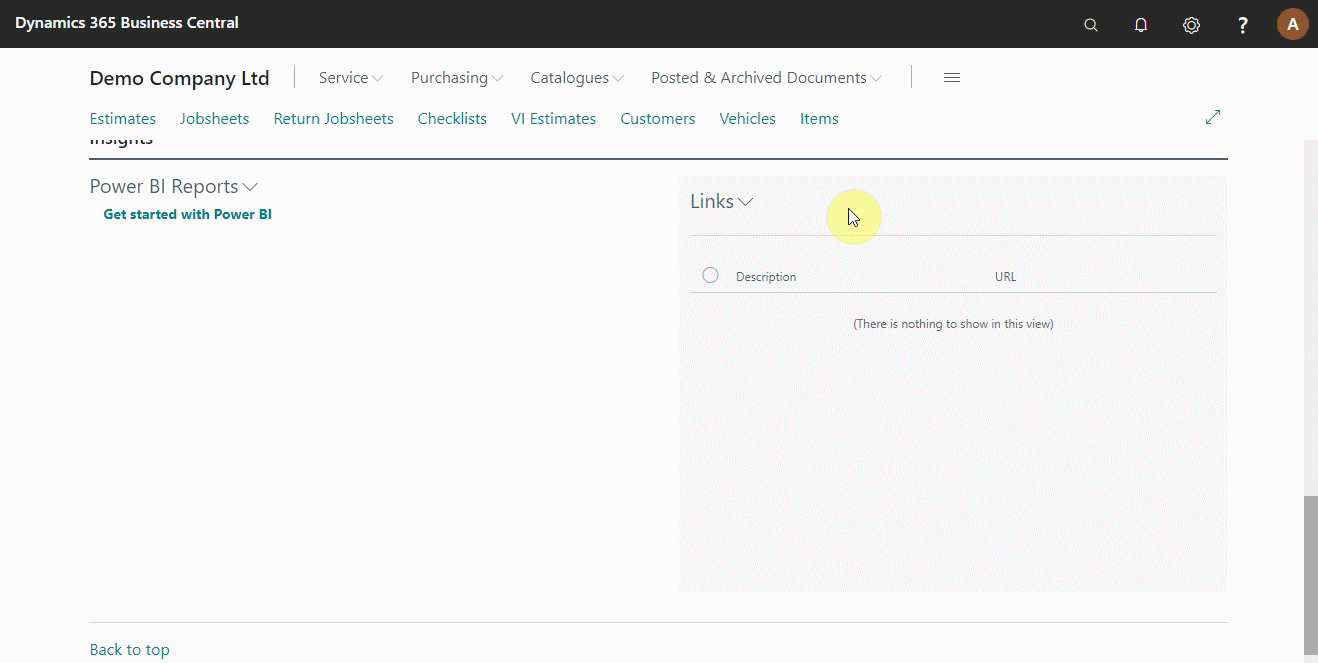 Dynamics 365 Business Central
? A
Demo Company Ltd Service Purchasing Catalogues Posted & Archived Documents
Estimates Jobsheets Return Jobsheets Checklists VI Estimates Customers Vehicles Items
Insights
Power BI Reports
Get started with Power BI
Links
Description URL
(There is nothing to show in this view)
Back to top